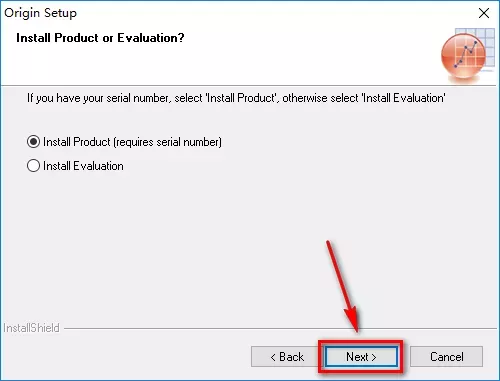 Origin Setup
Install Product or Evaluation?
If you have your serial number, select 'Install Product', otherwise select 'Install Evaluation'
Install Product (requires serial number)
Install Evaluation
InstallShield
< Back
Next >
Cancel